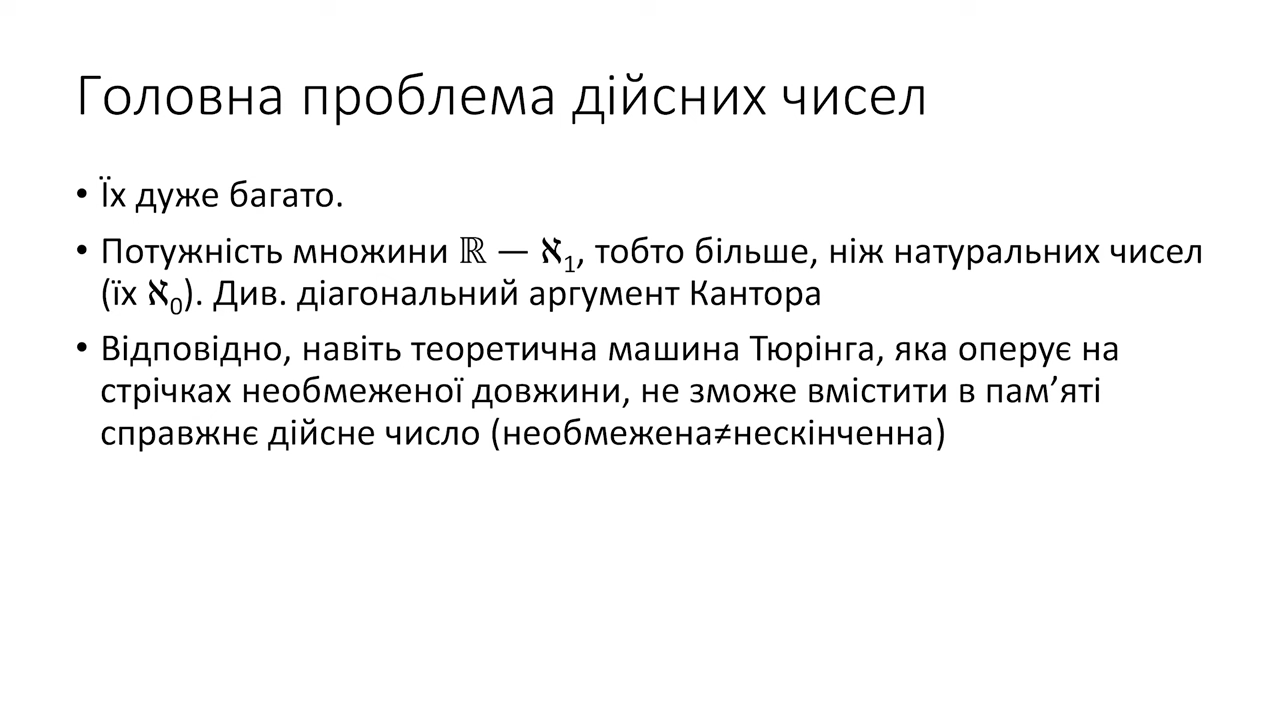 Головна проблема дійсних чисел
• Їх дуже багато.
• Потужність множини ℝ — ℵ₁, тобто більше, ніж натуральних чисел
(їх ℵ₀). Див. діагональний аргумент Кантора
• Відповідно, навіть теоретична машина Тюрінга, яка оперує на
стрічках необмеженої довжини, не зможе вмістити в пам’яті
справжнє дійсне число (необмежена≠нескінченна)